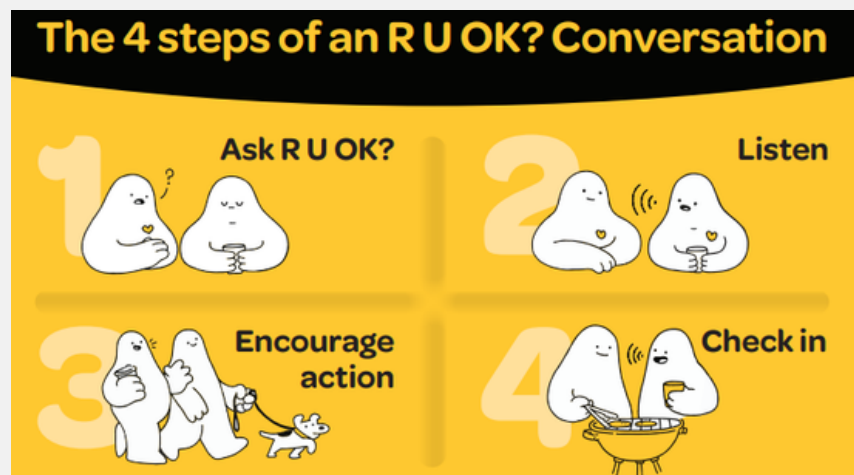 The 4 steps of an R U OK? Conversation
1
Ask R U OK?
?
2
Listen
3
Encourage
action
4
Check in